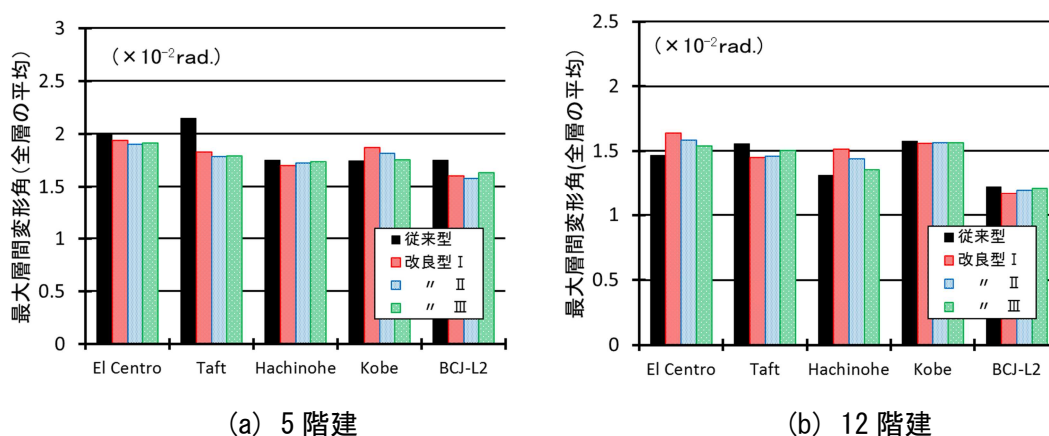 最大層間変形角(全層の平均)
3
2.5
2
1.5
1
0.5
0
(×10⁻²rad.)
従来型
改良型Ⅰ
〃 Ⅱ
〃 Ⅲ
El Centro Taft Hachinohe Kobe BCJ-L2
(a) 5階建
最大層間変形角(全層の平均)
2.5
2
1.5
1
0.5
0
(×10⁻²rad.)
従来型
改良型Ⅰ
〃 Ⅱ
〃 Ⅲ
El Centro Taft Hachinohe Kobe BCJ-L2
(b) 12階建